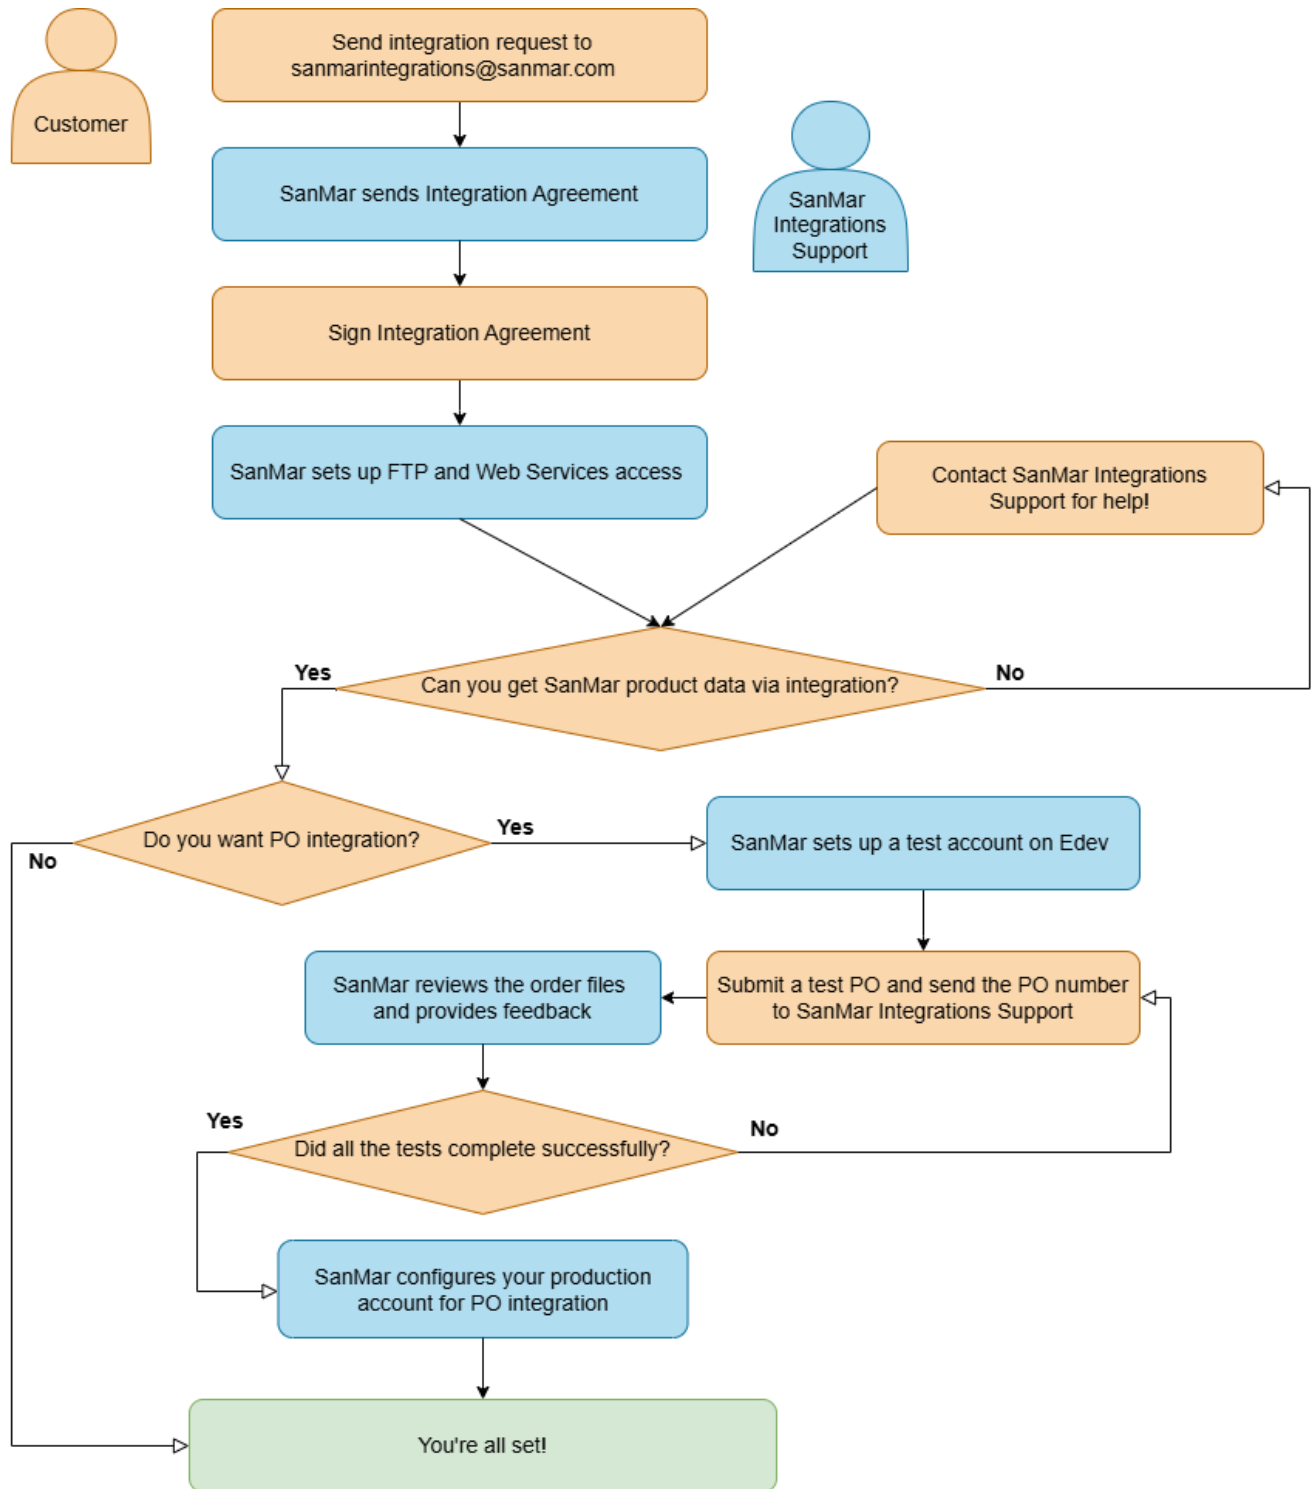 Send integration request to
sanmarintegrations@sanmar.com
Customer
SanMar sends Integration Agreement
SanMar
Integrations
Support
Sign Integration Agreement
SanMar sets up FTP and Web Services access
Contact SanMar Integrations
Support for help!
Yes
Can you get SanMar product data via integration?
No
Do you want PO integration?
Yes
No
SanMar sets up a test account on Edev
SanMar reviews the order files
and provides feedback
Submit a test PO and send the PO number
to SanMar Integrations Support
Yes
Did all the tests complete successfully?
No
SanMar configures your production
account for PO integration
You're all set!